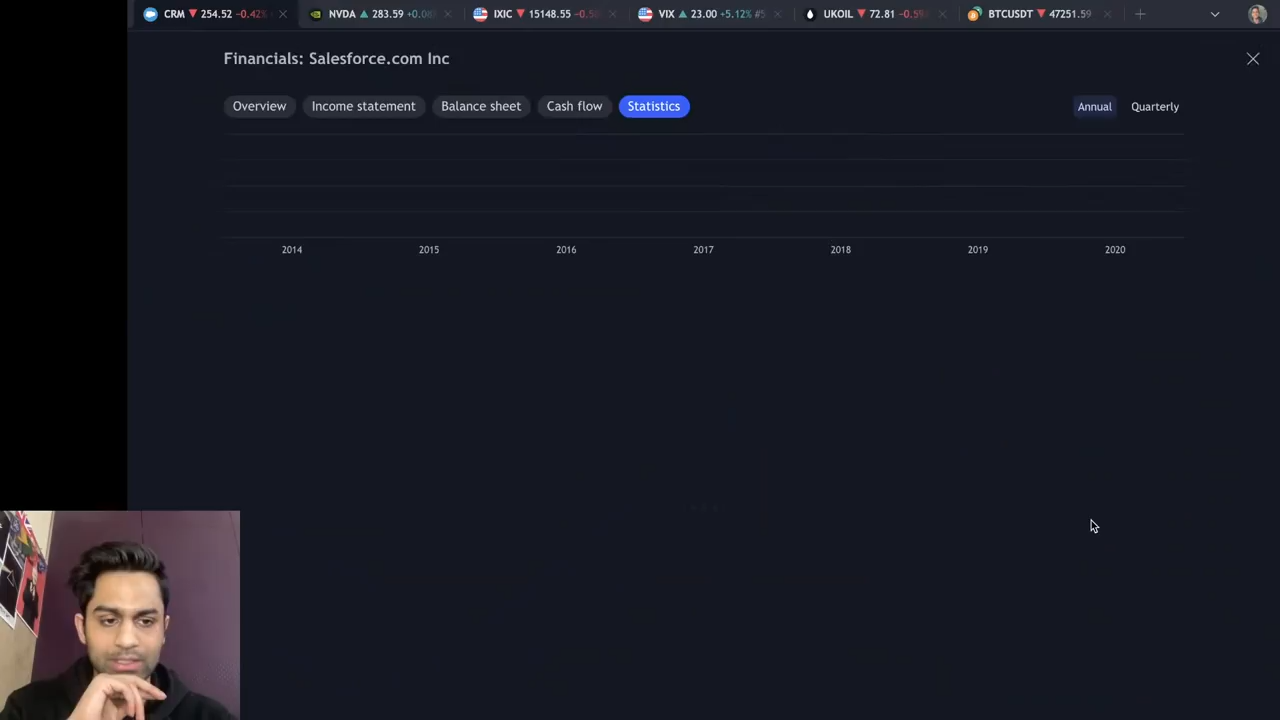 CRM ▼ 254.52 −0.42% NVDA ▲ 283.59 +0.08 IXIC ▼ 15148.55 −0.5 VIX ▲ 23.00 +5.12% UKOIL ▼ 72.81 −0.5 BTCUSDT ▼ 47251.59
Financials: Salesforce.com Inc
Overview Income statement Balance sheet Cash flow Statistics Annual Quarterly
2014 2015 2016 2017 2018 2019 2020